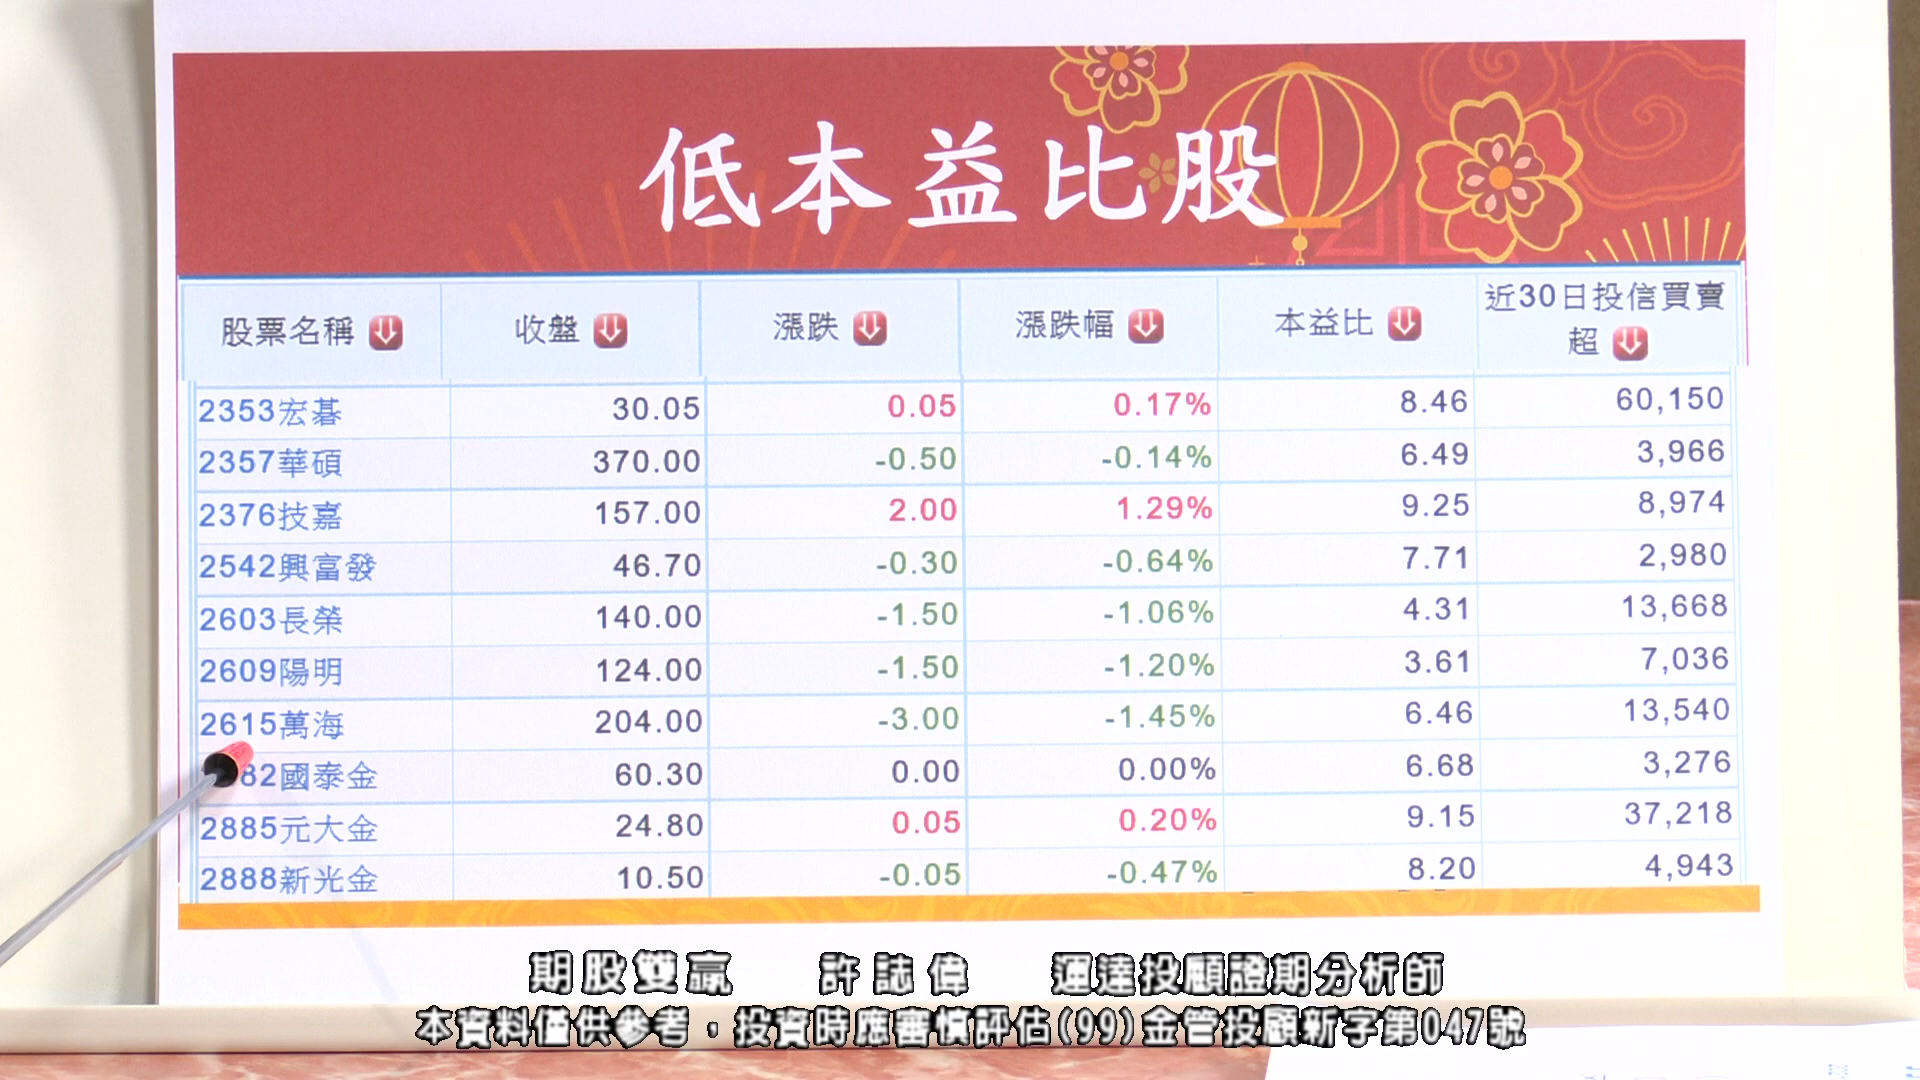 低本益比股
股票名稱 收盤 漲跌 漲跌幅 本益比 近30日投信買賣超
2353宏碁 30.05 0.05 0.17% 8.46 60,150
2357華碩 370.00 -0.50 -0.14% 6.49 3,966
2376技嘉 157.00 2.00 1.29% 9.25 8,974
2542興富發 46.70 -0.30 -0.64% 7.71 2,980
2603長榮 140.00 -1.50 -1.06% 4.31 13,668
2609陽明 124.00 -1.50 -1.20% 3.61 7,036
2615萬海 204.00 -3.00 -1.45% 6.46 13,540
82國泰金 60.30 0.00 0.00% 6.68 3,276
2885元大金 24.80 0.05 0.20% 9.15 37,218
2888新光金 10.50 -0.05 -0.47% 8.20 4,943
期股雙贏 許誌偉 運達投顧證期分析師
本資料僅供參考，投資時應審慎評估(99)金管投顧新字第047號